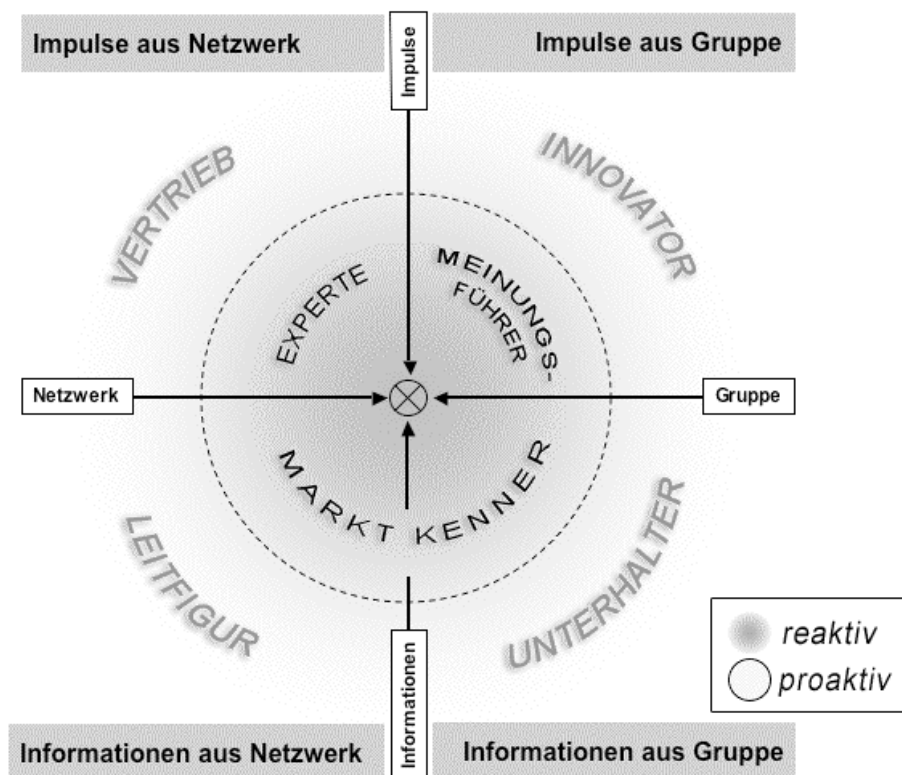 Impulse aus Netzwerk
Impulse
Impulse aus Gruppe
VERTRIEB
INNOVATOR
EXPERTE
MEINUNGS-
FÜHRER
Netzwerk
Gruppe
MARKT KENNER
LEITFIGUR
UNTERHALTER
reaktiv
proaktiv
Informationen
Informationen aus Netzwerk
Informationen aus Gruppe